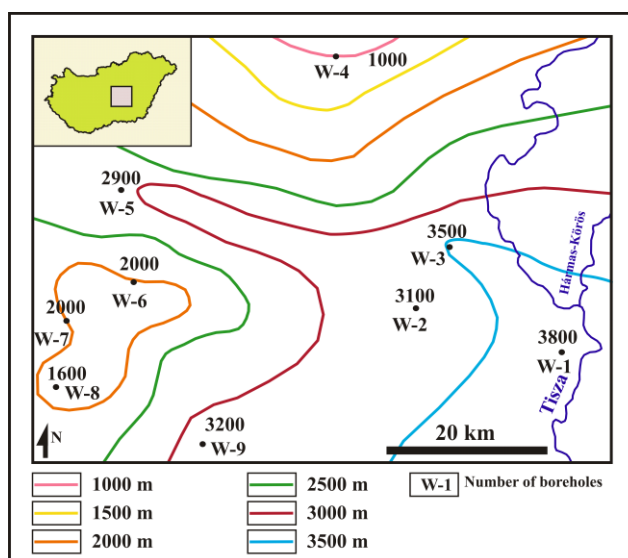 W-4 1000
2900
W-5
3500
W-3
Hármas-Körös
2000
W-6
2000
W-7
3100
W-2
3800
W-1
1600
W-8
Tisza
3200
W-9
N
20 km
1000 m
2500 m
W-1 Number of boreholes
1500 m
3000 m
2000 m
3500 m